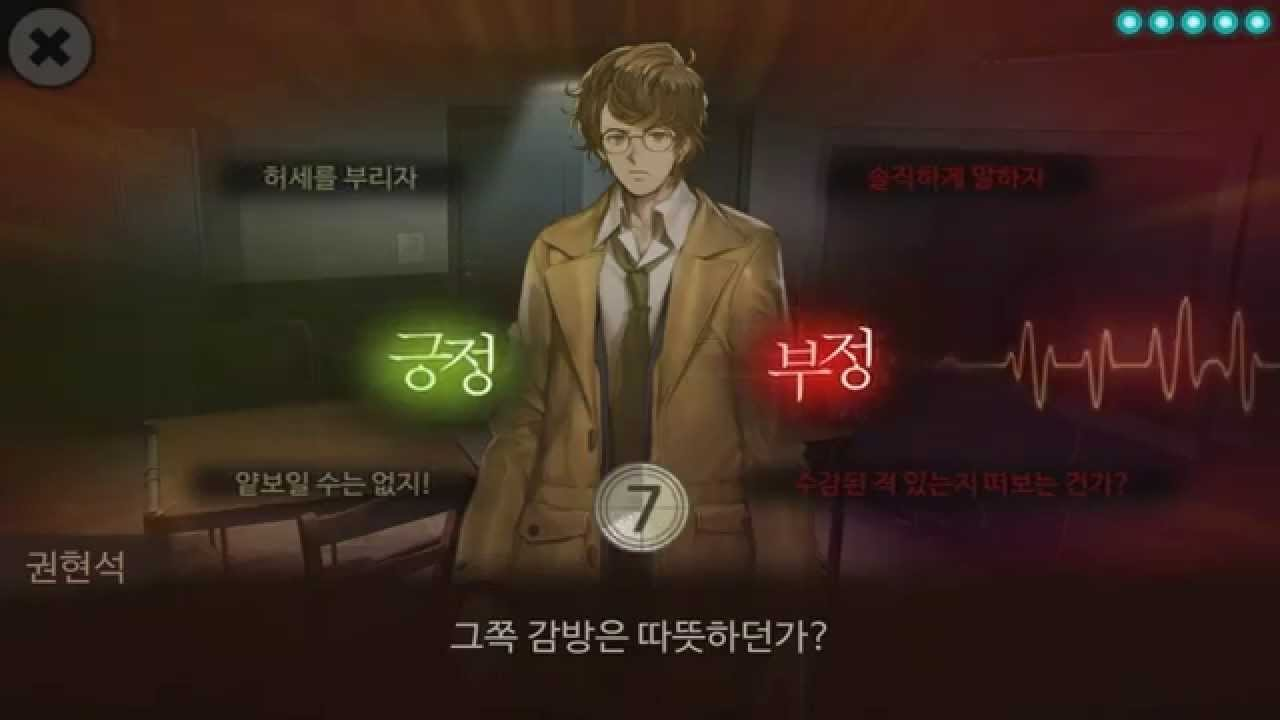 허세를 부리자
솔직하게 말하자
긍정
부정
얕보일 수는 없지!
수감된 적 있는지 떠보는 건가?
7
권현석
그쪽 감방은 따뜻하던가?